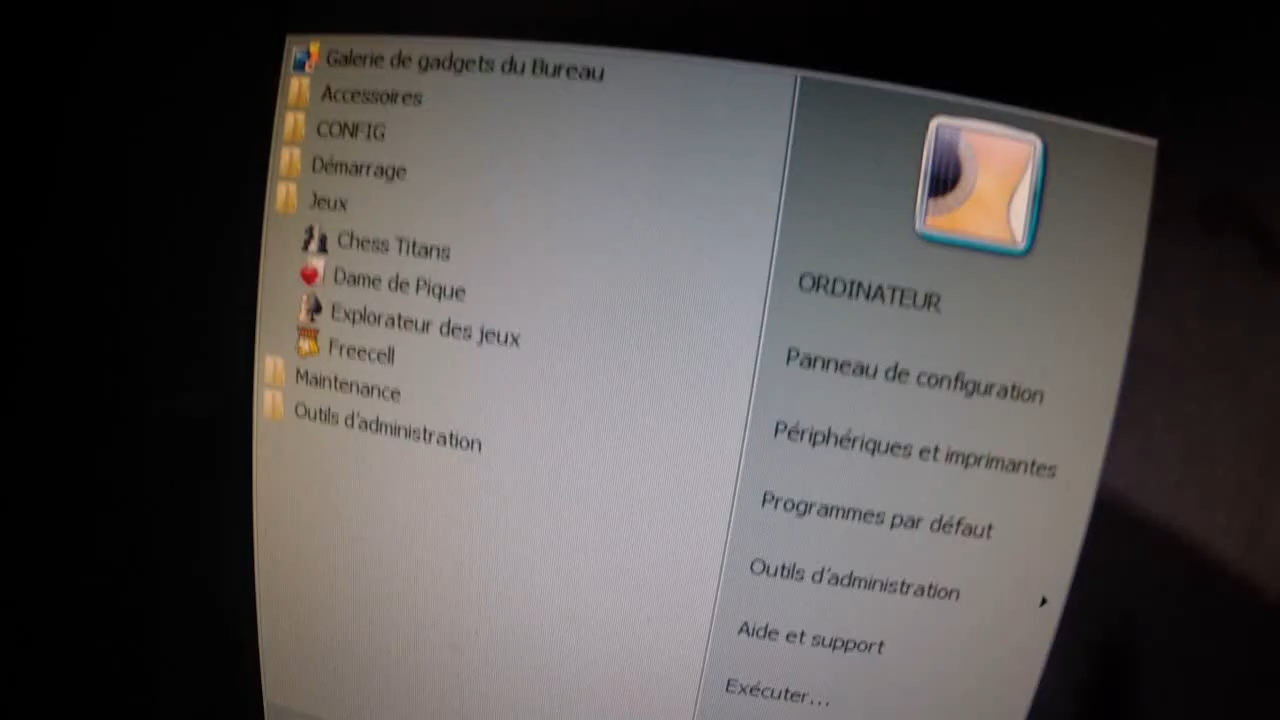 Galerie de gadgets du Bureau
Accessoires
CONFIG
Démarrage
Jeux
Chess Titans
Dame de Pique
Explorateur des jeux
Freecell
Maintenance
Outils d'administration
ORDINATEUR
Panneau de configuration
Périphériques et imprimantes
Programmes par défaut
Outils d'administration
Aide et support
Exécuter...